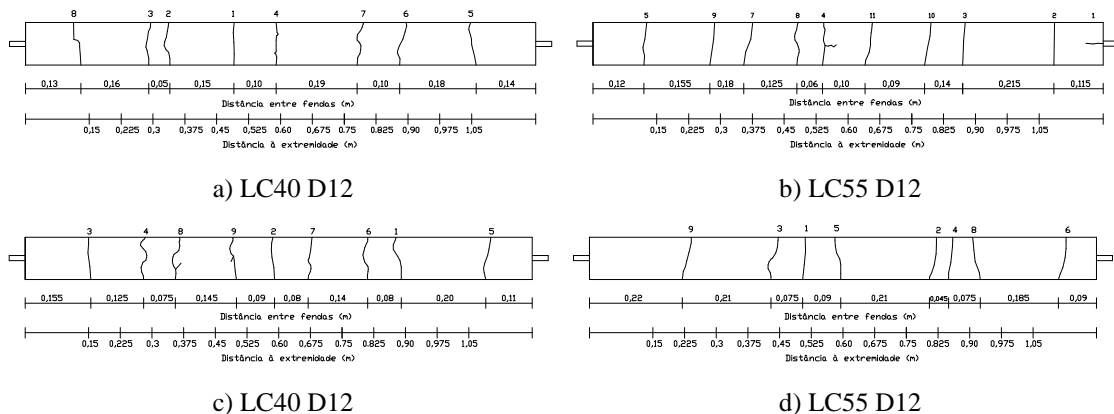 8 3 2 1 4 7 6 5
0,13 0,16 0,05 0,15 0,10 0,19 0,10 0,18 0,14
Distância entre fendas (m)
0,15 0,225 0,3 0,375 0,45 0,525 0.60 0,675 0.75 0,825 0,90 0,975 1,05
Distância à extremidade (m)
a) LC40 D12
5 9 7 8 4 11 10 3 2 1
0,12 0,155 0,18 0,125 0,06 0,10 0,09 0,14 0,215 0,115
Distância entre fendas (m)
0,15 0,225 0,3 0,375 0,45 0,525 0.60 0,675 0.75 0,825 0,90 0,975 1,05
Distância à extremidade (m)
b) LC55 D12
3 4 8 9 2 7 6 1 5
0,155 0,125 0,075 0,145 0,09 0,08 0,14 0,08 0,20 0,11
Distância entre fendas (m)
0,15 0,225 0,3 0,375 0,45 0,525 0.60 0,675 0.75 0,825 0,90 0,975 1,05
Distância à extremidade (m)
c) LC40 D12
9 3 1 5 2 4 8 6
0,22 0,21 0,075 0,09 0,21 0,045 0,075 0,185 0,09
Distância entre fendas (m)
0,15 0,225 0,3 0,375 0,45 0,525 0.60 0,675 0.75 0,825 0,90 0,975 1,05
Distância à extremidade (m)
d) LC55 D12